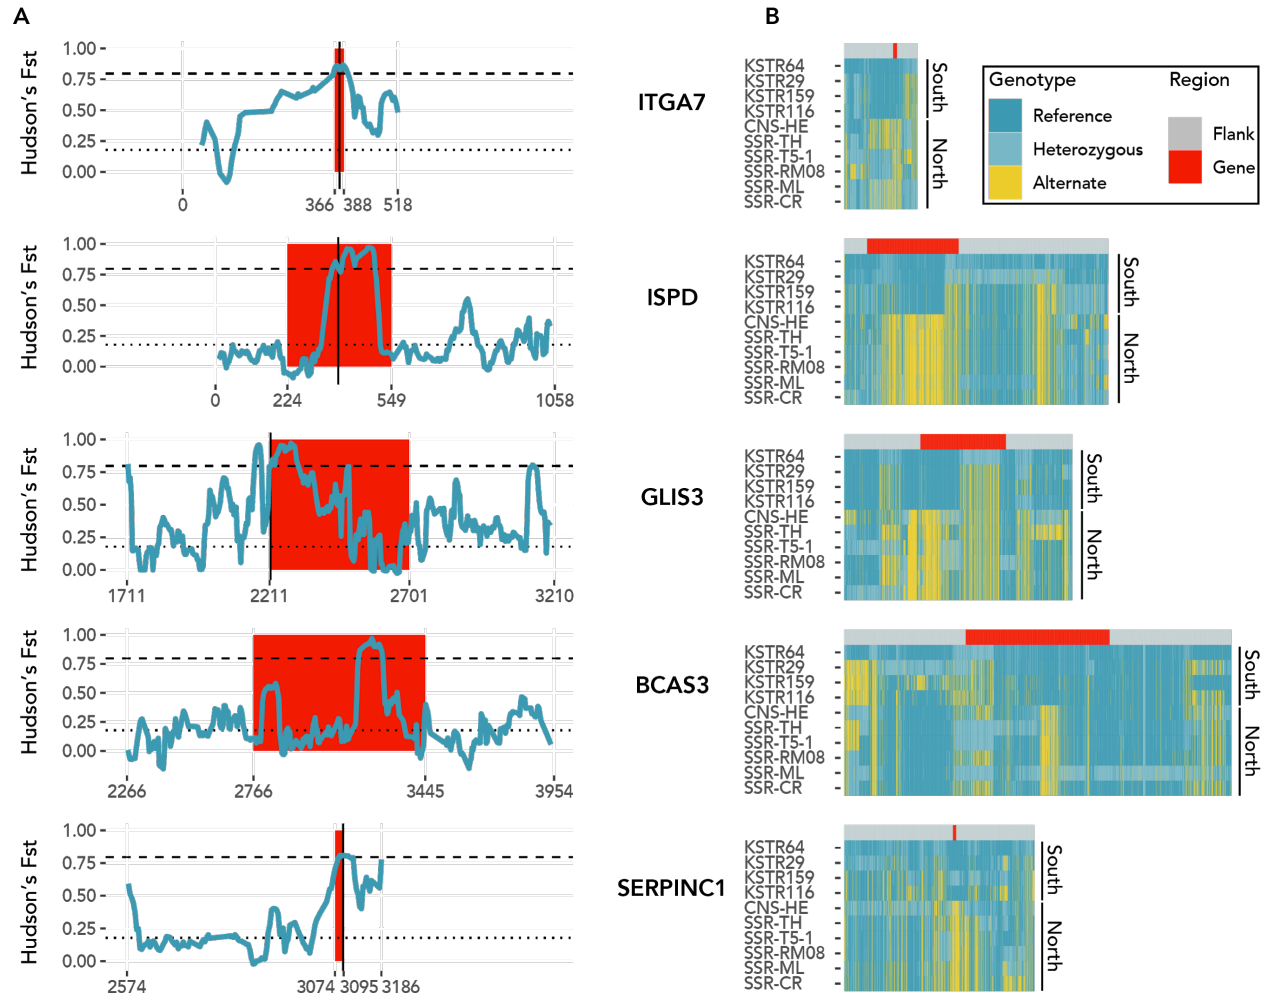 A
B
Hudson's Fst
1.00
0.75
0.50
0.25
0.00
0
366
388
518
ITGA7
KSTR64
KSTR29
KSTR159
KSTR116
CNS-HE
SSR-TH
SSR-T5-1
SSR-RM08
SSR-ML
SSR-CR
South
North
Genotype
Reference
Heterozygous
Alternate
Region
Flank
Gene
Hudson's Fst
1.00
0.75
0.50
0.25
0.00
0
224
549
1058
ISPD
KSTR64
KSTR29
KSTR159
KSTR116
CNS-HE
SSR-TH
SSR-T5-1
SSR-RM08
SSR-ML
SSR-CR
South
North
Hudson's Fst
1.00
0.75
0.50
0.25
0.00
1711
2211
2701
3210
GLIS3
KSTR64
KSTR29
KSTR159
KSTR116
CNS-HE
SSR-TH
SSR-T5-1
SSR-RM08
SSR-ML
SSR-CR
South
North
Hudson's Fst
1.00
0.75
0.50
0.25
0.00
2266
2766
3445
3954
BCAS3
KSTR64
KSTR29
KSTR159
KSTR116
CNS-HE
SSR-TH
SSR-T5-1
SSR-RM08
SSR-ML
SSR-CR
South
North
Hudson's Fst
1.00
0.75
0.50
0.25
0.00
2574
3074
3095
3186
SERPINC1
KSTR64
KSTR29
KSTR159
KSTR116
CNS-HE
SSR-TH
SSR-T5-1
SSR-RM08
SSR-ML
SSR-CR
South
North